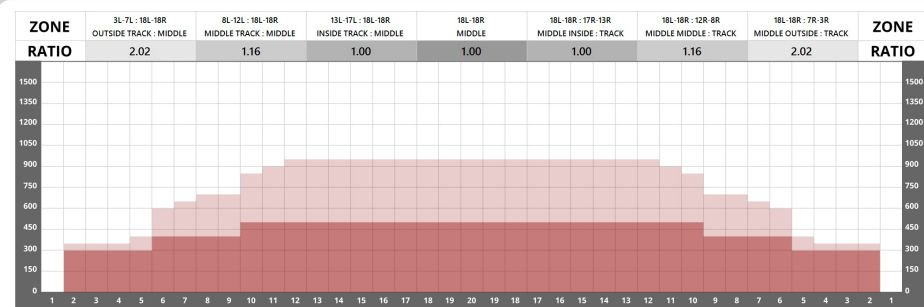 ZONE
3L-7L : 18L-18R
OUTSIDE TRACK : MIDDLE
8L-12L : 18L-18R
MIDDLE TRACK : MIDDLE
13L-17L : 18L-18R
INSIDE TRACK : MIDDLE
18L-18R
MIDDLE
18L-18R : 17R-13R
MIDDLE INSIDE : TRACK
18L-18R : 12R-8R
MIDDLE MIDDLE : TRACK
18L-18R : 7R-3R
MIDDLE OUTSIDE : TRACK
ZONE
RATIO 2.02 1.16 1.00 1.00 1.00 1.16 2.02 RATIO
1500 1500
1350 1350
1200 1200
1050 1050
900 900
750 750
600 600
450 450
300 300
150 150
0 0
1 2 3 4 5 6 7 8 9 10 11 12 13 14 15 16 17 18 19 20 19 18 17 16 15 14 13 12 11 10 9 8 7 6 5 4 3 2 1